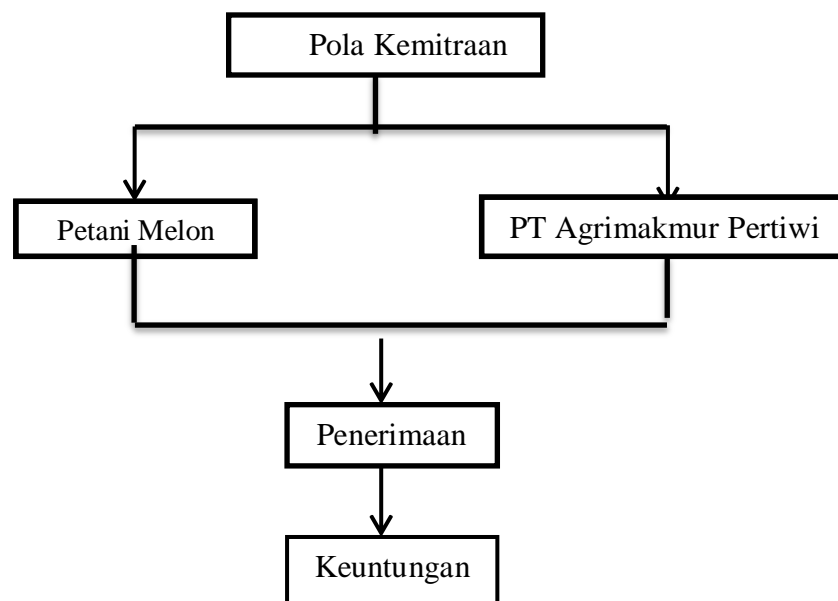 Pola Kemitraan
Petani Melon
PT Agrimakmur Pertiwi
Penerimaan
Keuntungan